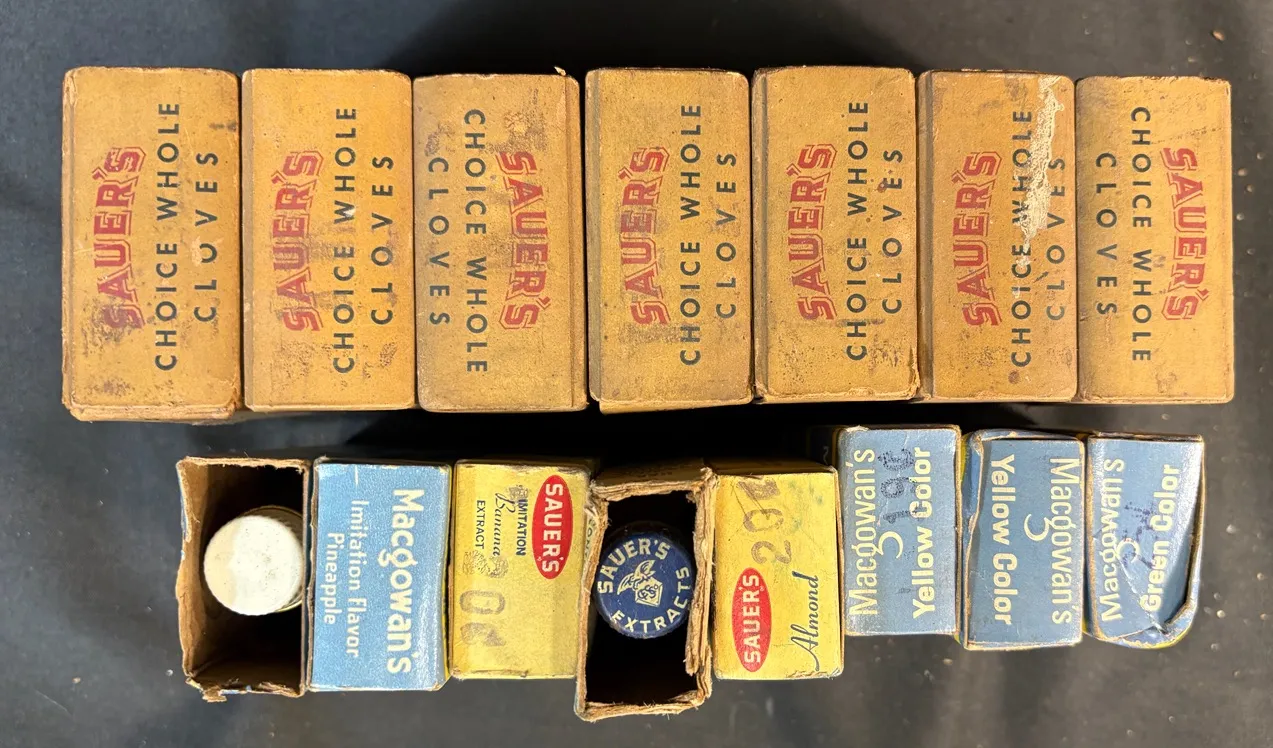 SAUER'S
CHOICE WHOLE
CLOVES
SAUER'S
CHOICE WHOLE
CLOVES
SAUER'S
CHOICE WHOLE
CLOVES
SAUER'S
CHOICE WHOLE
CLOVES
SAUER'S
CHOICE WHOLE
CLOVES
SAUER'S
CHOICE WHOLE
CLOVES
SAUER'S
CHOICE WHOLE
CLOVES
Macgowan's
Imitation Flavor
Pineapple
SAUER'S
IMITATION
Banana
EXTRACT
SAUER'S
EXTRACTS
SAUER'S
Almond
Macgowan's
Yellow Color
Macgowan's
Yellow Color
Macgowan's
Green Color